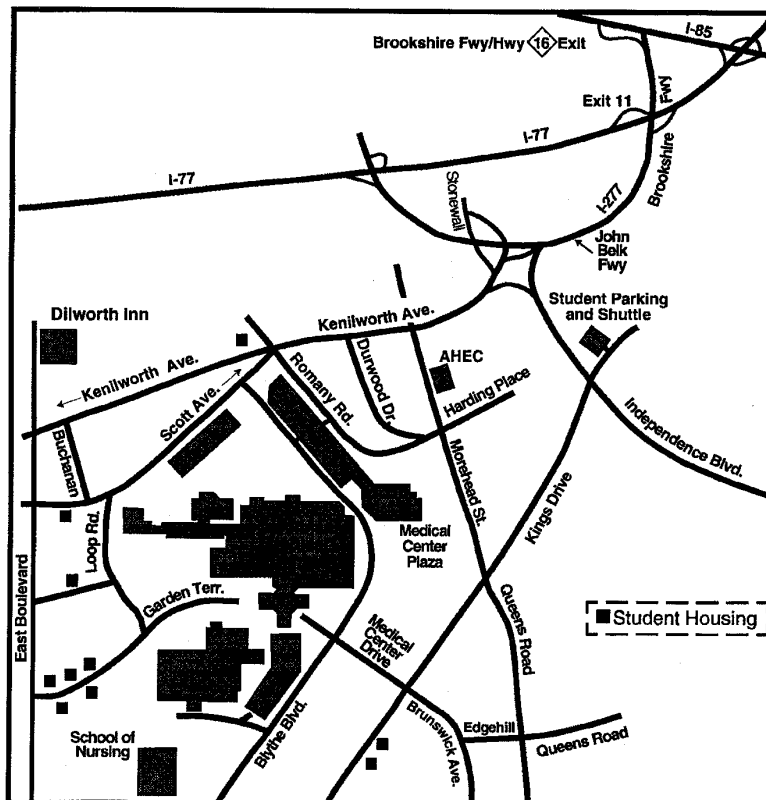 I-85
Brookshire Fwy/Hwy 16 Exit
Exit 11
Brookshire Fwy
I-77
I-77
Stonewall
I-277
John
Belk
Fwy
Student Parking
and Shuttle
Dilworth Inn
Kenilworth Ave.
Kenilworth Ave.
Durwood Dr.
AHEC
Romany Rd.
Harding Place
Scott Ave.
Independence Blvd.
Buchanan
Morehead St.
Kings Drive
Loop Rd.
Medical
Center
Plaza
East Boulevard
Garden Terr.
Queens Road
Student Housing
Medical
Center
Drive
Brunswick Ave.
Edgehill
Queens Road
Blythe Blvd.
School of
Nursing